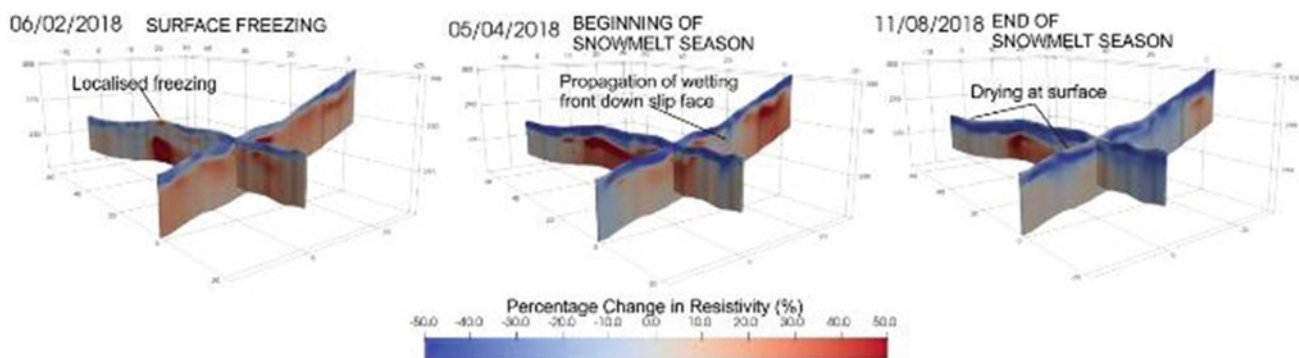 06/02/2018 SURFACE FREEZING
Localised freezing
05/04/2018 BEGINNING OF
SNOWMELT SEASON
Propagation of wetting
front down slip face
11/08/2018 END OF
SNOWMELT SEASON
Drying at surface
Percentage Change in Resistivity (%)
-50.0 -40.0 -30.0 -20.0 -10.0 0.0 10.0 20.0 30.0 40.0 50.0